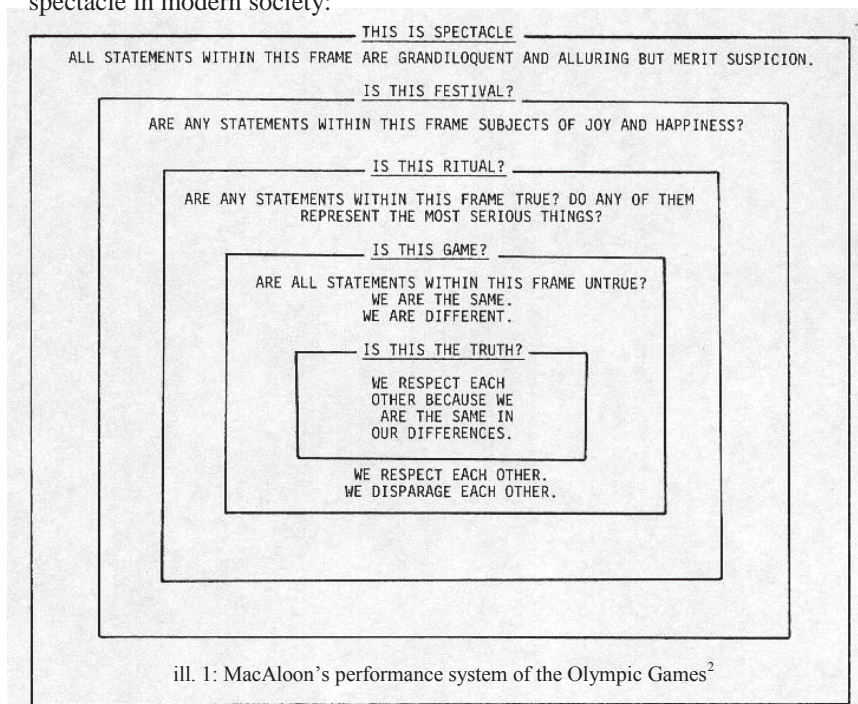 spectacle in modern society:
THIS IS SPECTACLE
ALL STATEMENTS WITHIN THIS FRAME ARE GRANDILOQUENT AND ALLURING BUT MERIT SUSPICION.
IS THIS FESTIVAL?
ARE ANY STATEMENTS WITHIN THIS FRAME SUBJECTS OF JOY AND HAPPINESS?
IS THIS RITUAL?
ARE ANY STATEMENTS WITHIN THIS FRAME TRUE? DO ANY OF THEM
REPRESENT THE MOST SERIOUS THINGS?
IS THIS GAME?
ARE ALL STATEMENTS WITHIN THIS FRAME UNTRUE?
WE ARE THE SAME.
WE ARE DIFFERENT.
IS THIS THE TRUTH?
WE RESPECT EACH
OTHER BECAUSE WE
ARE THE SAME IN
OUR DIFFERENCES.
WE RESPECT EACH OTHER.
WE DISPARAGE EACH OTHER.
ill. 1: MacAloon's performance system of the Olympic Games2